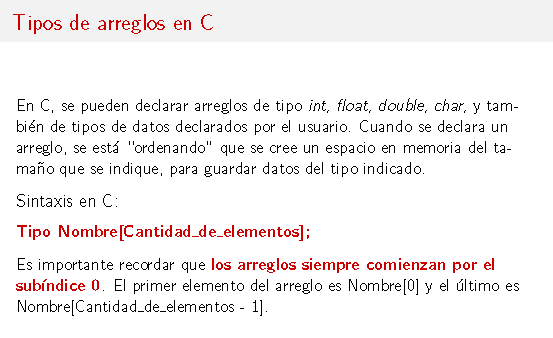 Tipos de arreglos en C
En C, se pueden declarar arreglos de tipo int, float, double, char, y tam-
bién de tipos de datos declarados por el usuario. Cuando se declara un
arreglo, se está "ordenando" que se cree un espacio en memoria del ta-
maño que se indique, para guardar datos del tipo indicado.
Sintaxis en C:
Tipo Nombre[Cantidad_de_elementos];
Es importante recordar que los arreglos siempre comienzan por el
subíndice 0. El primer elemento del arreglo es Nombre[0] y el último es
Nombre[Cantidad_de_elementos - 1].